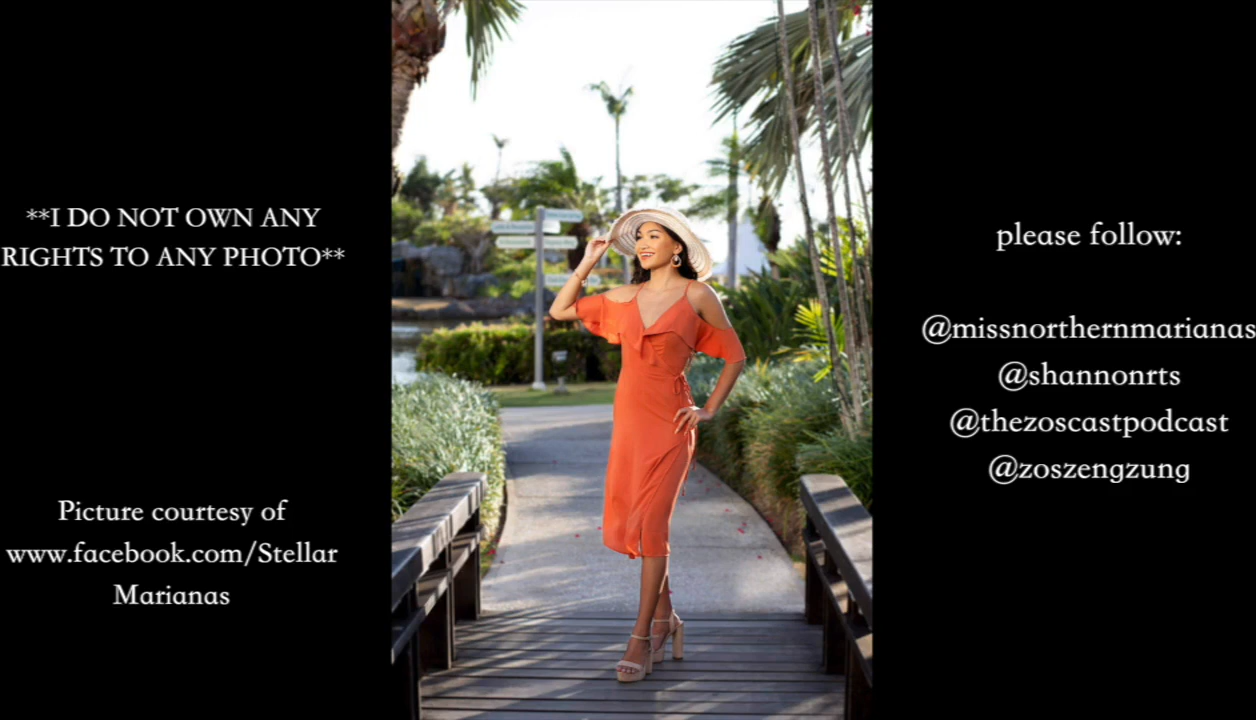 **I DO NOT OWN ANY
RIGHTS TO ANY PHOTO**
Picture courtesy of
www.facebook.com/Stellar
Marianas
please follow:
@missnorthernmarianas
@shannonrts
@thezoscastpodcast
@zoszengzung